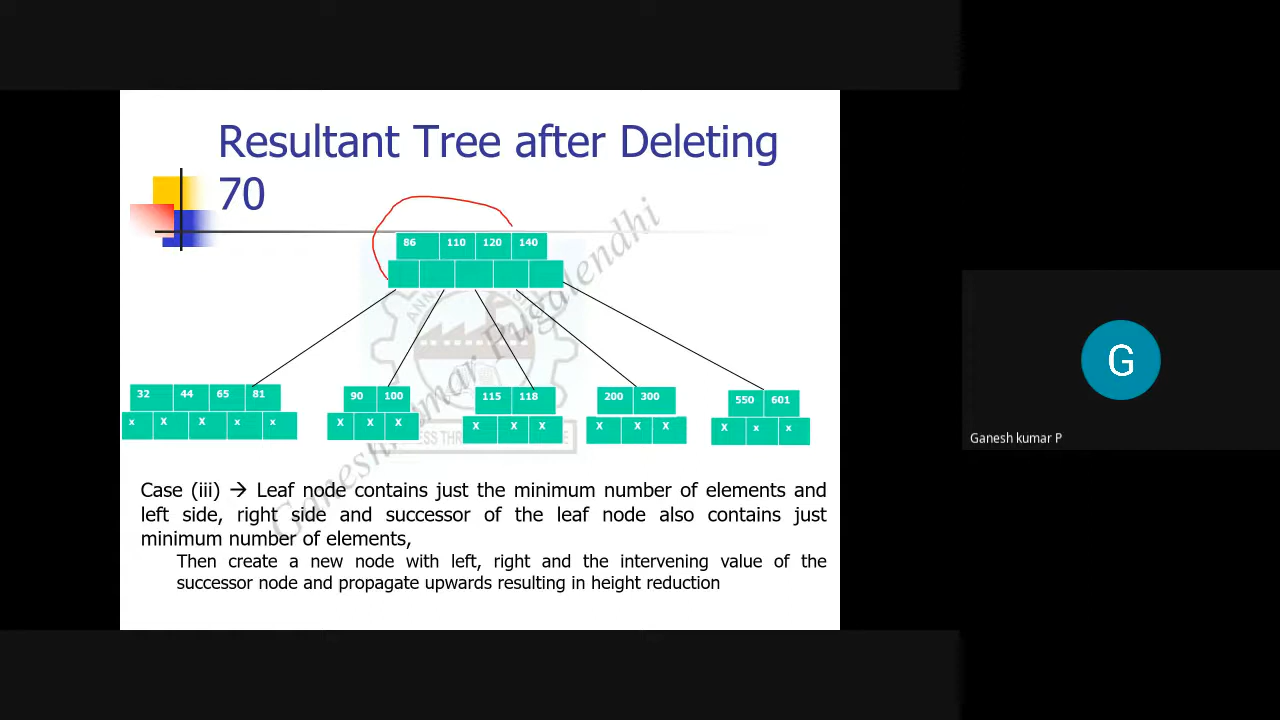 Resultant Tree after Deleting
70
86 110 120 140
32 44 65 81
90 100
115 118
200 300
550 601
x X X x x
X X X
X X X
X X X
X x x
Case (iii) → Leaf node contains just the minimum number of elements and
left side, right side and successor of the leaf node also contains just
minimum number of elements,
Then create a new node with left, right and the intervening value of the
successor node and propagate upwards resulting in height reduction
Ganesh kumar Pugalendhi
G
Ganesh kumar P